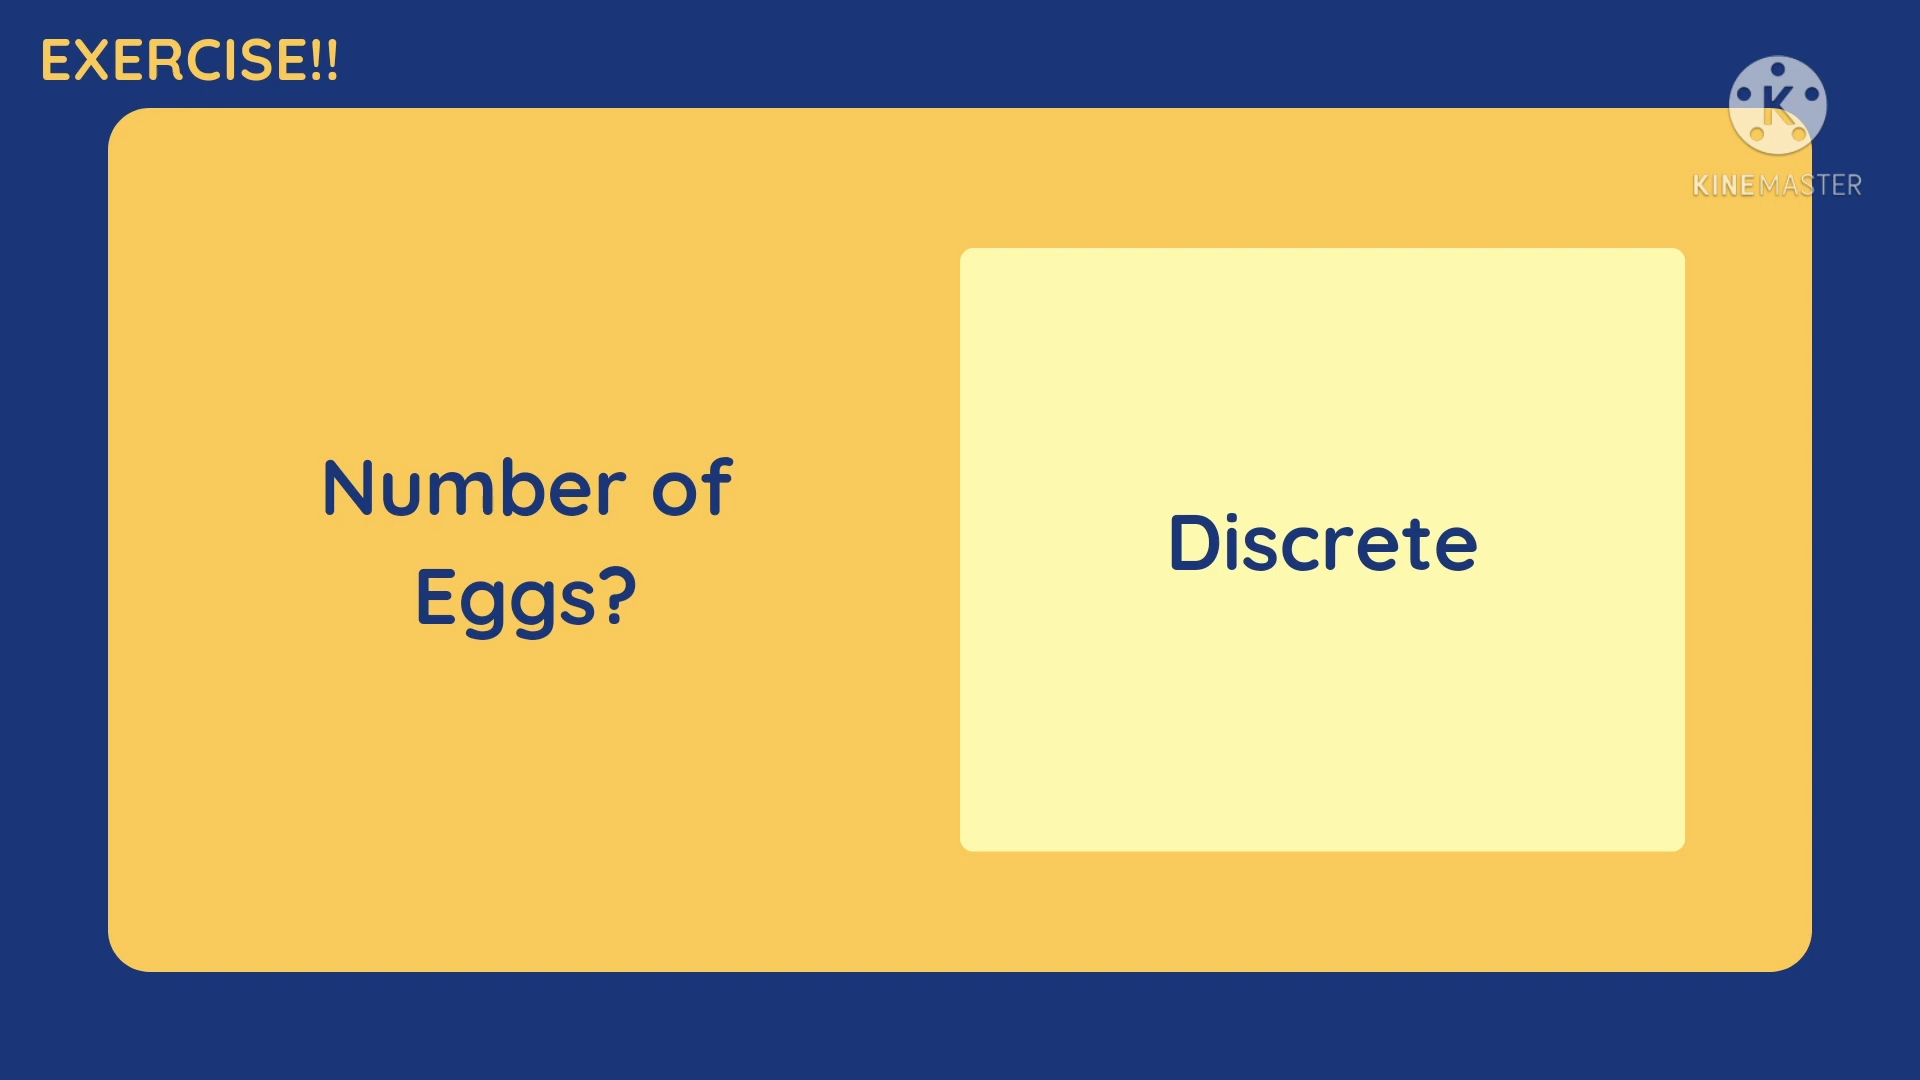 EXERCISE!!
K
KINEMASTER
Number of
Eggs?
Discrete